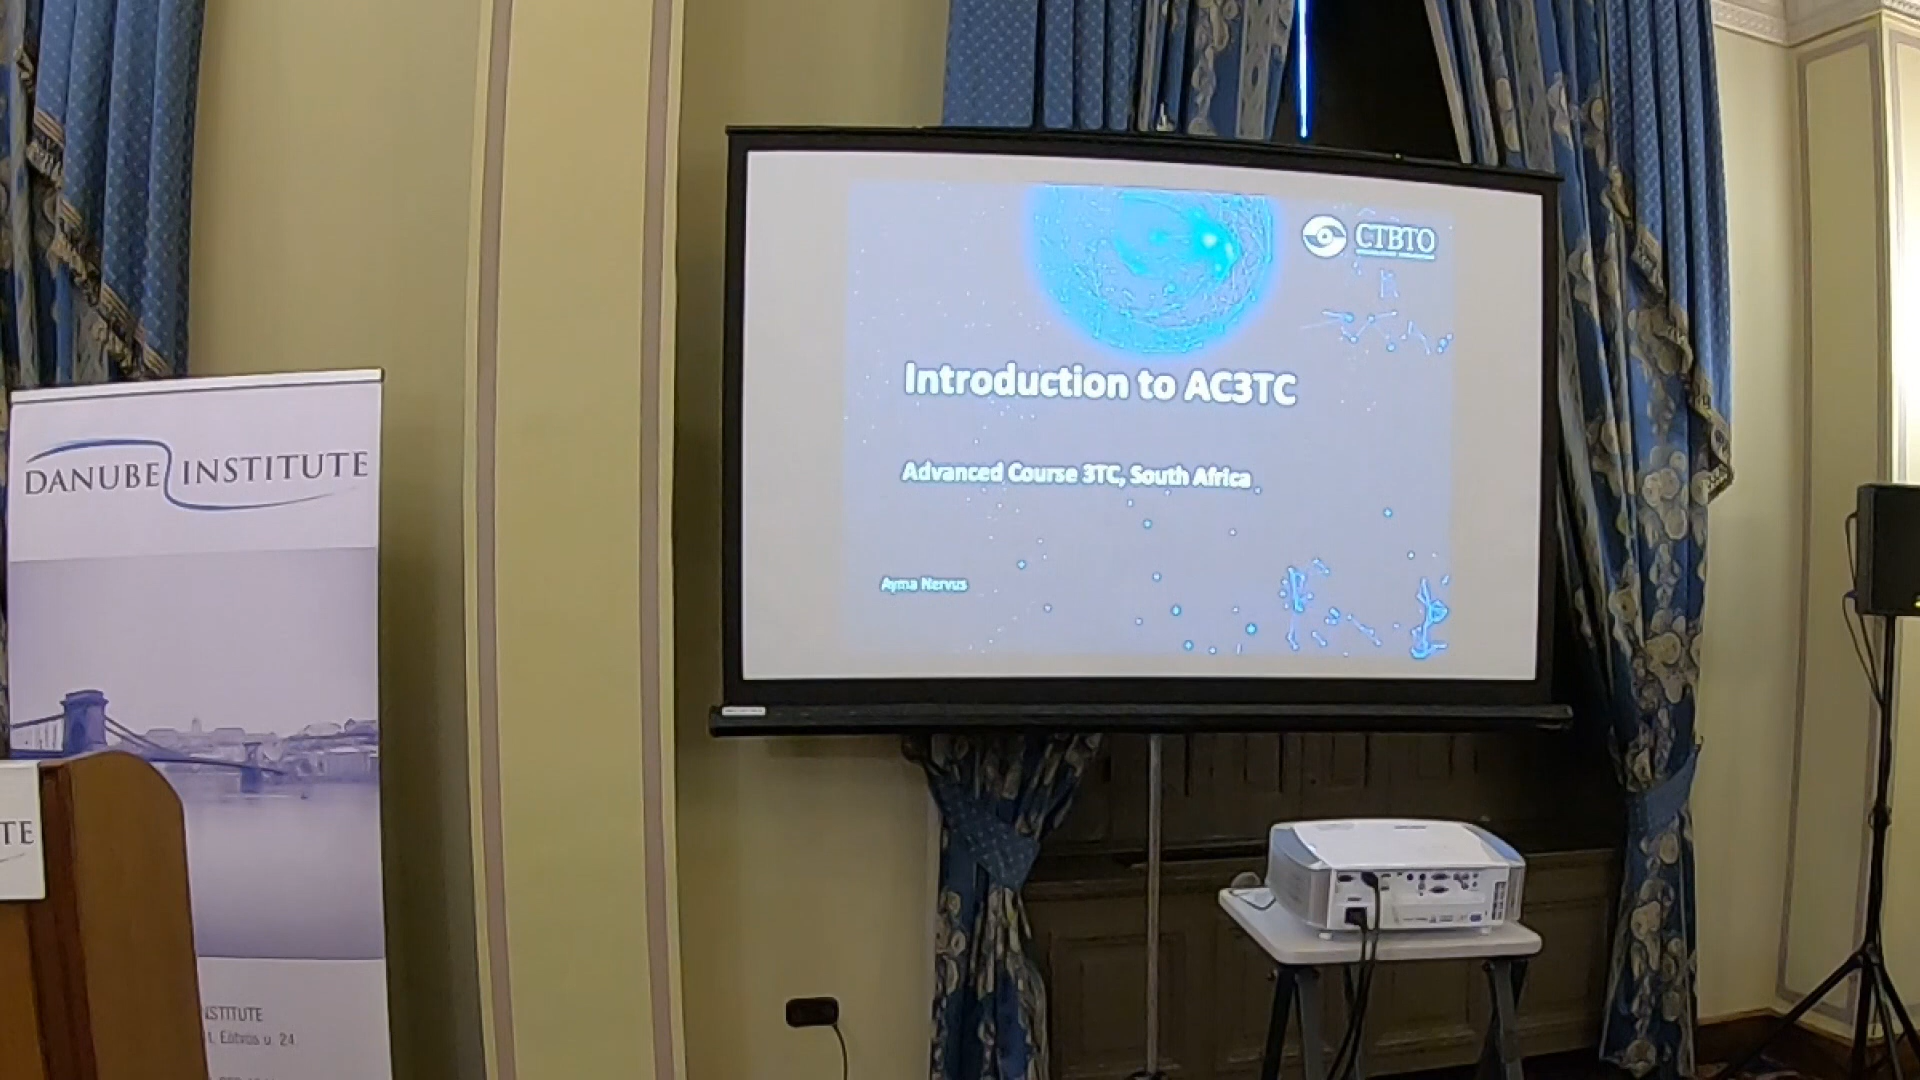 DANUBE INSTITUTE
TE
INSTITUTE
Eötvös u. 24.
CTBTO
Introduction to AC3TC
Advanced Course 3TC, South Africa
Ayma Nervus